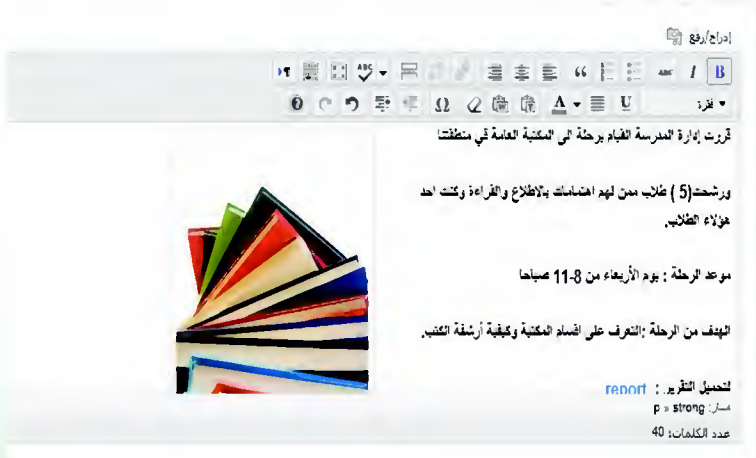 إدراج/رفع
B I ABC
فقرة U A Ω
قررت إدارة المدرسة القيام برحلة الى المكتبة العامة في منطقتنا
ورشحت(5 ) طلاب ممن لهم اهتمامات بالاطلاع والقراءة وكنت احد
هؤلاء الطلاب.
موعد الرحلة : يوم الأربعاء من 8-11 صباحا
الهدف من الرحلة :التعرف على اقسام المكتبة وكيفية أرشفة الكتب.
لتحميل التقرير : report
مسار: p » strong
عدد الكلمات: 40